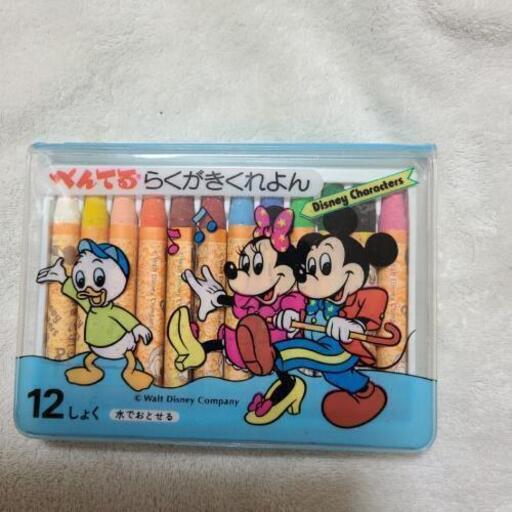 ぺんてる らくがきくれよん
Disney Characters
© Walt Disney Company
12しょく 水でおとせる